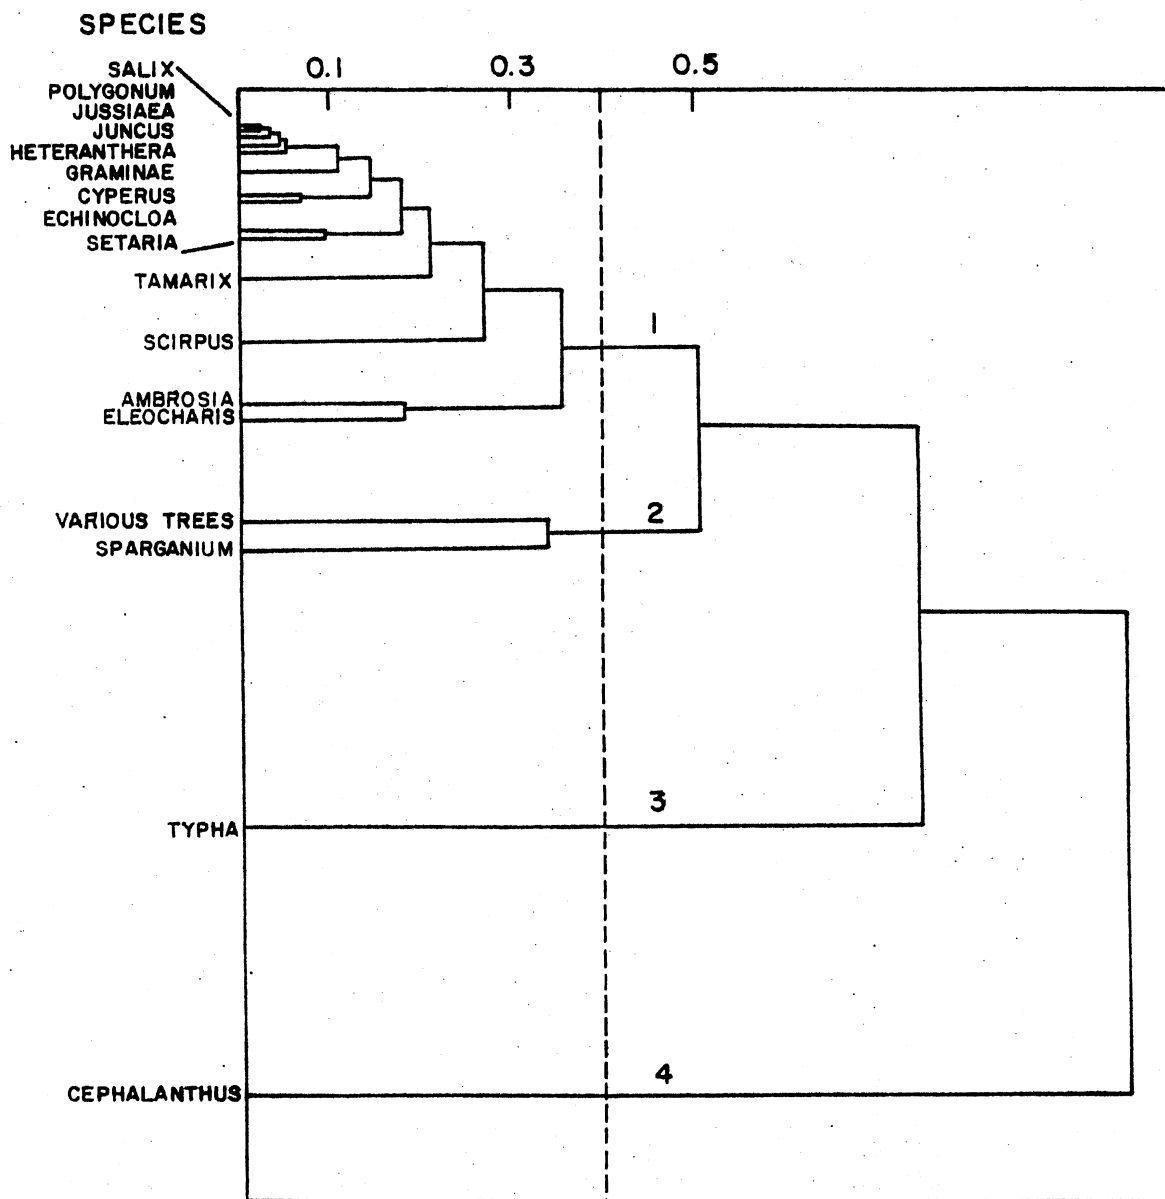 SPECIES
0.1 0.3 0.5
SALIX
POLYGONUM
JUSSIAEA
JUNCUS
HETERANTHERA
GRAMINAE
CYPERUS
ECHINOCLOA
SETARIA
TAMARIX
SCIRPUS
1
AMBROSIA
ELEOCHARIS
2
VARIOUS TREES
SPARGANIUM
3
TYPHA
4
CEPHALANTHUS